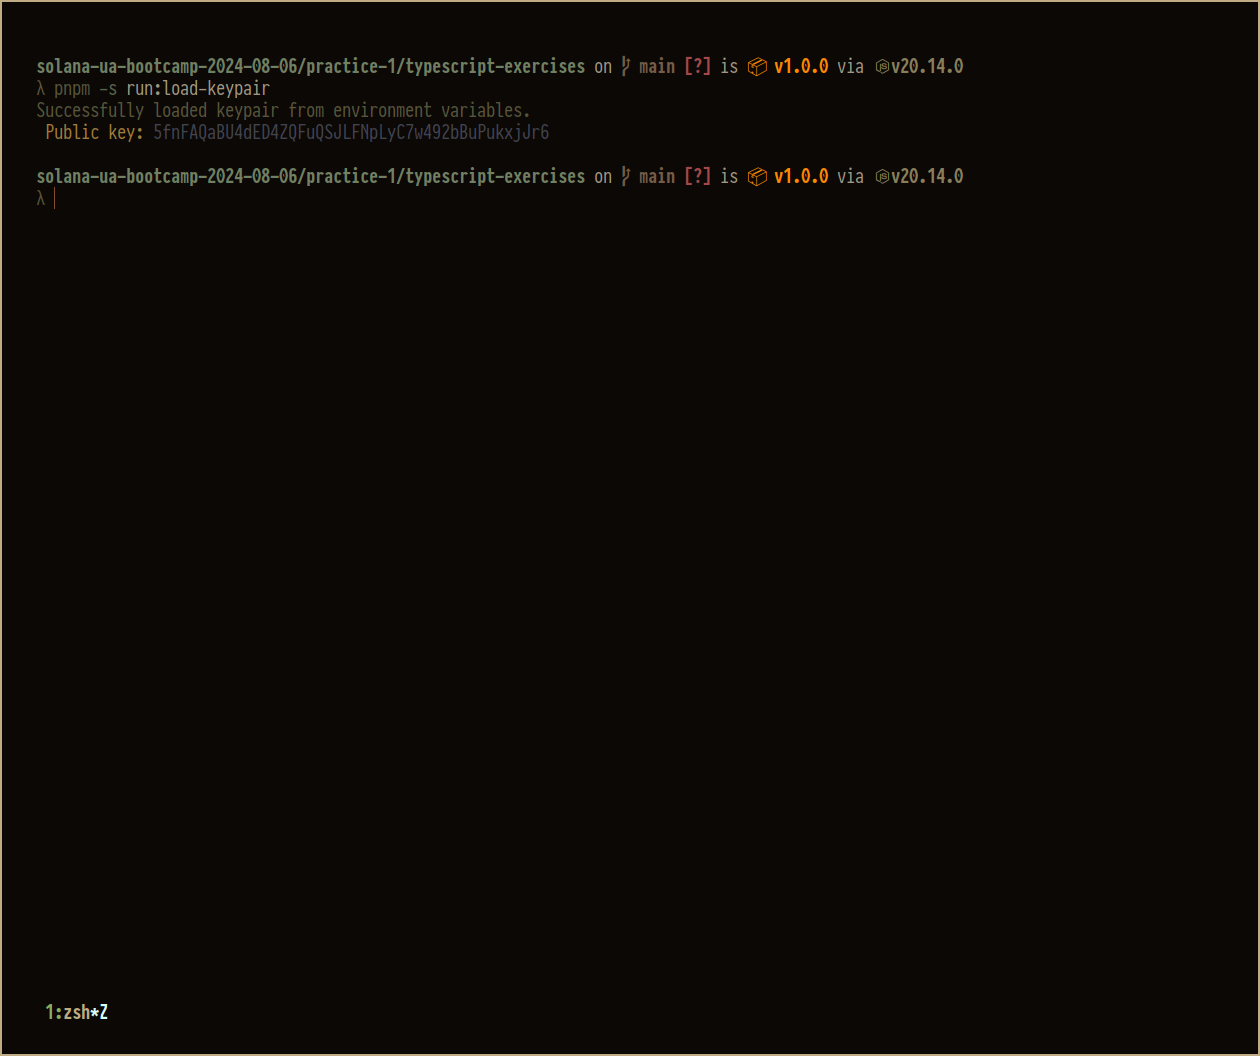 solana-ua-bootcamp-2024-08-06/practice-1/typescript-exercises on main [?] is 📦 v1.0.0 via v20.14.0
λ pnpm -s run:load-keypair
Successfully loaded keypair from environment variables.
Public key: 5fnFAQaBU4dED4ZQFuQSJLFNpLyC7w492bBuPukxjJr6
solana-ua-bootcamp-2024-08-06/practice-1/typescript-exercises on main [?] is 📦 v1.0.0 via v20.14.0
λ
1:zsh*Z